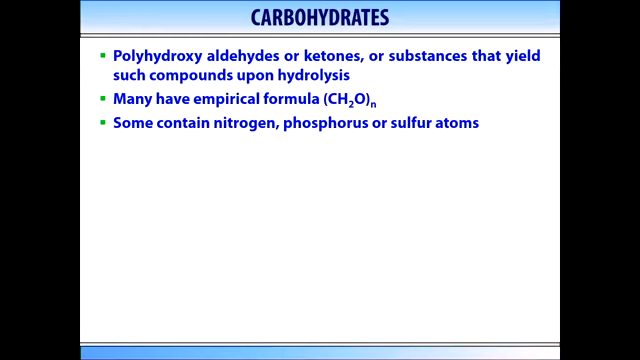 CARBOHYDRATES
▪ Polyhydroxy aldehydes or ketones, or substances that yield
such compounds upon hydrolysis
▪ Many have empirical formula (CH₂O)ₙ
▪ Some contain nitrogen, phosphorus or sulfur atoms